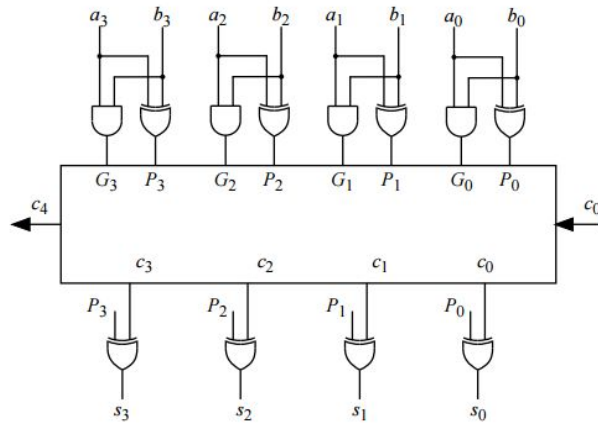 a₃ b₃ a₂ b₂ a₁ b₁ a₀ b₀
G₃ P₃ G₂ P₂ G₁ P₁ G₀ P₀
c₄ c₀
c₃ c₂ c₁ c₀
P₃ P₂ P₁ P₀
s₃ s₂ s₁ s₀